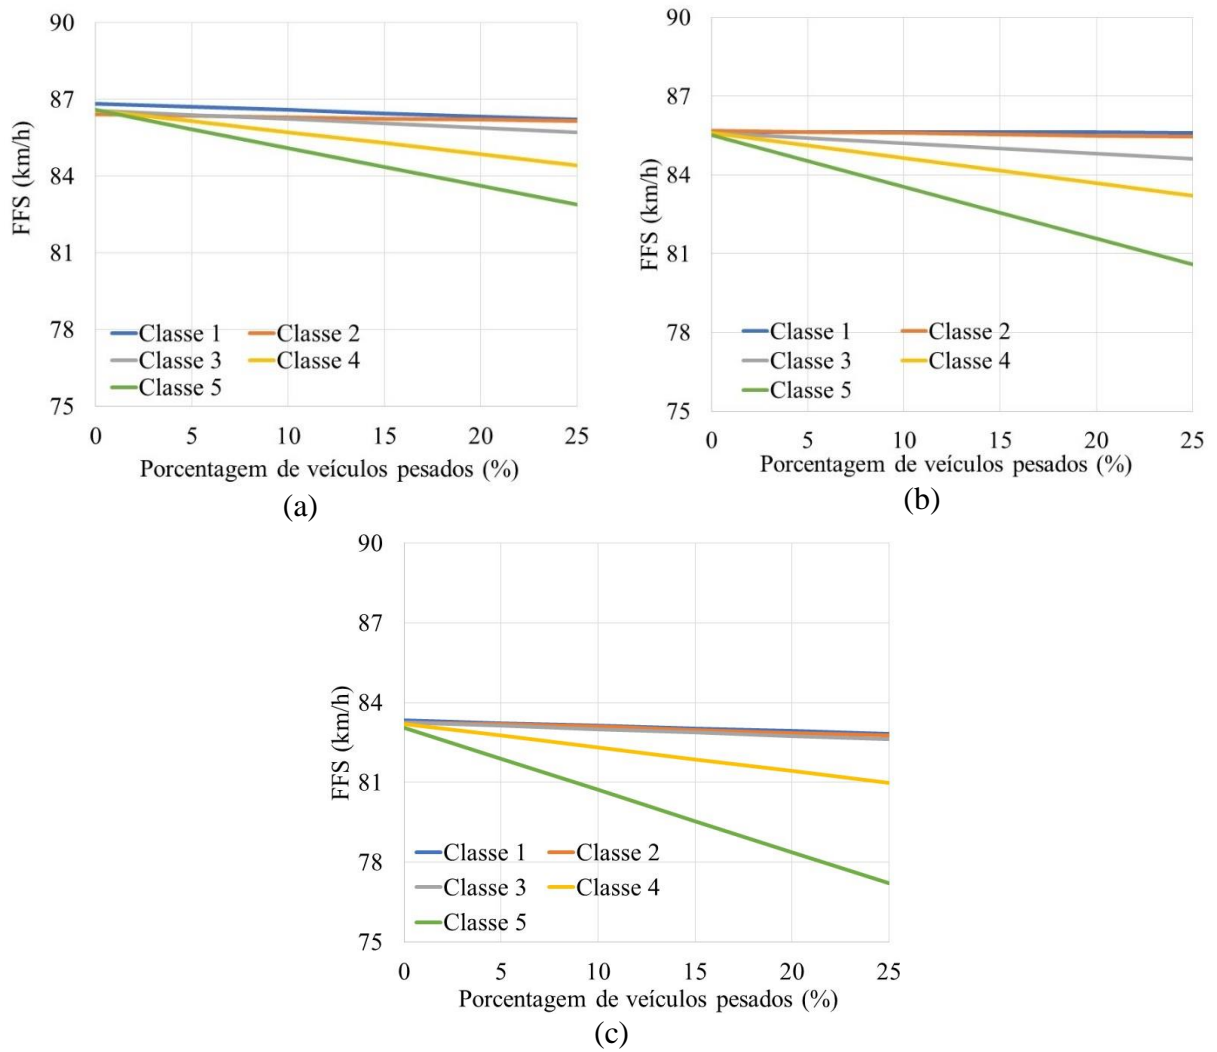 90
87
84
81
78
75
FFS (km/h)
Classe 1
Classe 2
Classe 3
Classe 4
Classe 5
0 5 10 15 20 25
Porcentagem de veículos pesados (%)
(a)
90
87
84
81
78
75
FFS (km/h)
Classe 1
Classe 2
Classe 3
Classe 4
Classe 5
0 5 10 15 20 25
Porcentagem de veículos pesados (%)
(b)
90
87
84
81
78
75
FFS (km/h)
Classe 1
Classe 2
Classe 3
Classe 4
Classe 5
0 5 10 15 20 25
Porcentagem de veículos pesados (%)
(c)